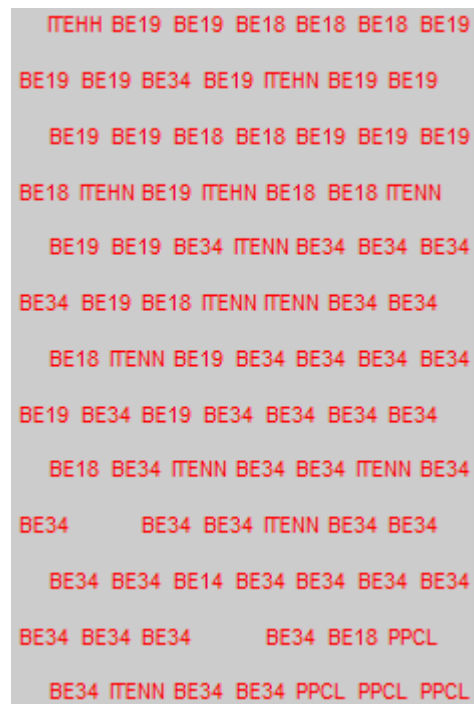 ITEHH BE19 BE19 BE18 BE18 BE18 BE19
BE19 BE19 BE34 BE19 ITEHN BE19 BE19
BE19 BE19 BE18 BE18 BE19 BE19 BE19
BE18 ITEHN BE19 ITEHN BE18 BE18 ITENN
BE19 BE19 BE34 ITENN BE34 BE34 BE34
BE34 BE19 BE18 ITENN ITENN BE34 BE34
BE18 ITENN BE19 BE34 BE34 BE34 BE34
BE19 BE34 BE19 BE34 BE34 BE34 BE34
BE18 BE34 ITENN BE34 BE34 ITENN BE34
BE34 BE34 BE34 ITENN BE34 BE34
BE34 BE34 BE14 BE34 BE34 BE34 BE34
BE34 BE34 BE34 BE34 BE18 PPCL
BE34 ITENN BE34 BE34 PPCL PPCL PPCL